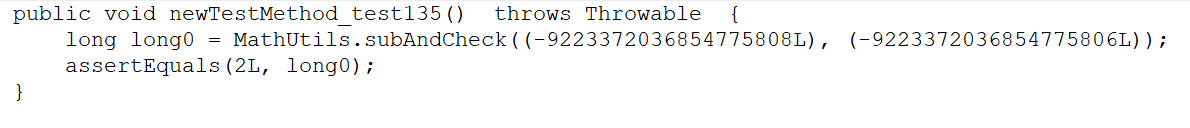 public void newTestMethod_test135()  throws Throwable  {
    long long0 = MathUtils.subAndCheck((-9223372036854775808L), (-9223372036854775806L));
    assertEquals(2L, long0);
}